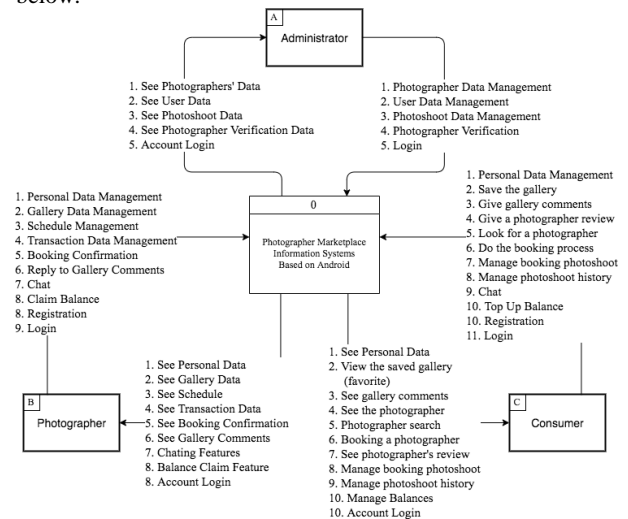 below.
A
Administrator
1. See Photographers' Data
2. See User Data
3. See Photoshoot Data
4. See Photographer Verification Data
5. Account Login
1. Photographer Data Management
2. User Data Management
3. Photoshoot Data Management
4. Photographer Verification
5. Login
1. Personal Data Management
2. Gallery Data Management
3. Schedule Management
4. Transaction Data Management
5. Booking Confirmation
6. Reply to Gallery Comments
7. Chat
8. Claim Balance
8. Registration
9. Login
0
Photographer Marketplace
Information Systems
Based on Android
1. Personal Data Management
2. Save the gallery
3. Give gallery comments
4. Give a photographer review
5. Look for a photographer
6. Do the booking process
7. Manage booking photoshoot
8. Manage photoshoot history
9. Chat
10. Top Up Balance
10. Registration
11. Login
B
Photographer
1. See Personal Data
2. See Gallery Data
3. See Schedule
4. See Transaction Data
5. See Booking Confirmation
6. See Gallery Comments
7. Chating Features
8. Balance Claim Feature
8. Account Login
1. See Personal Data
2. View the saved gallery
(favorite)
3. See gallery comments
4. See the photographer
5. Photographer search
6. Booking a photographer
7. See photographer's review
8. Manage booking photoshoot
9. Manage photoshoot history
10. Manage Balances
10. Account Login
C
Consumer